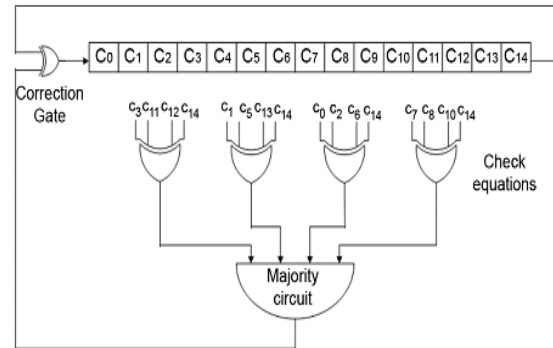 C0 C1 C2 C3 C4 C5 C6 C7 C8 C9 C10 C11 C12 C13 C14
Correction
Gate
c3 c11 c12 c14 c1 c5 c13 c14 c0 c2 c6 c14 c7 c8 c10 c14
Check
equations
Majority
circuit